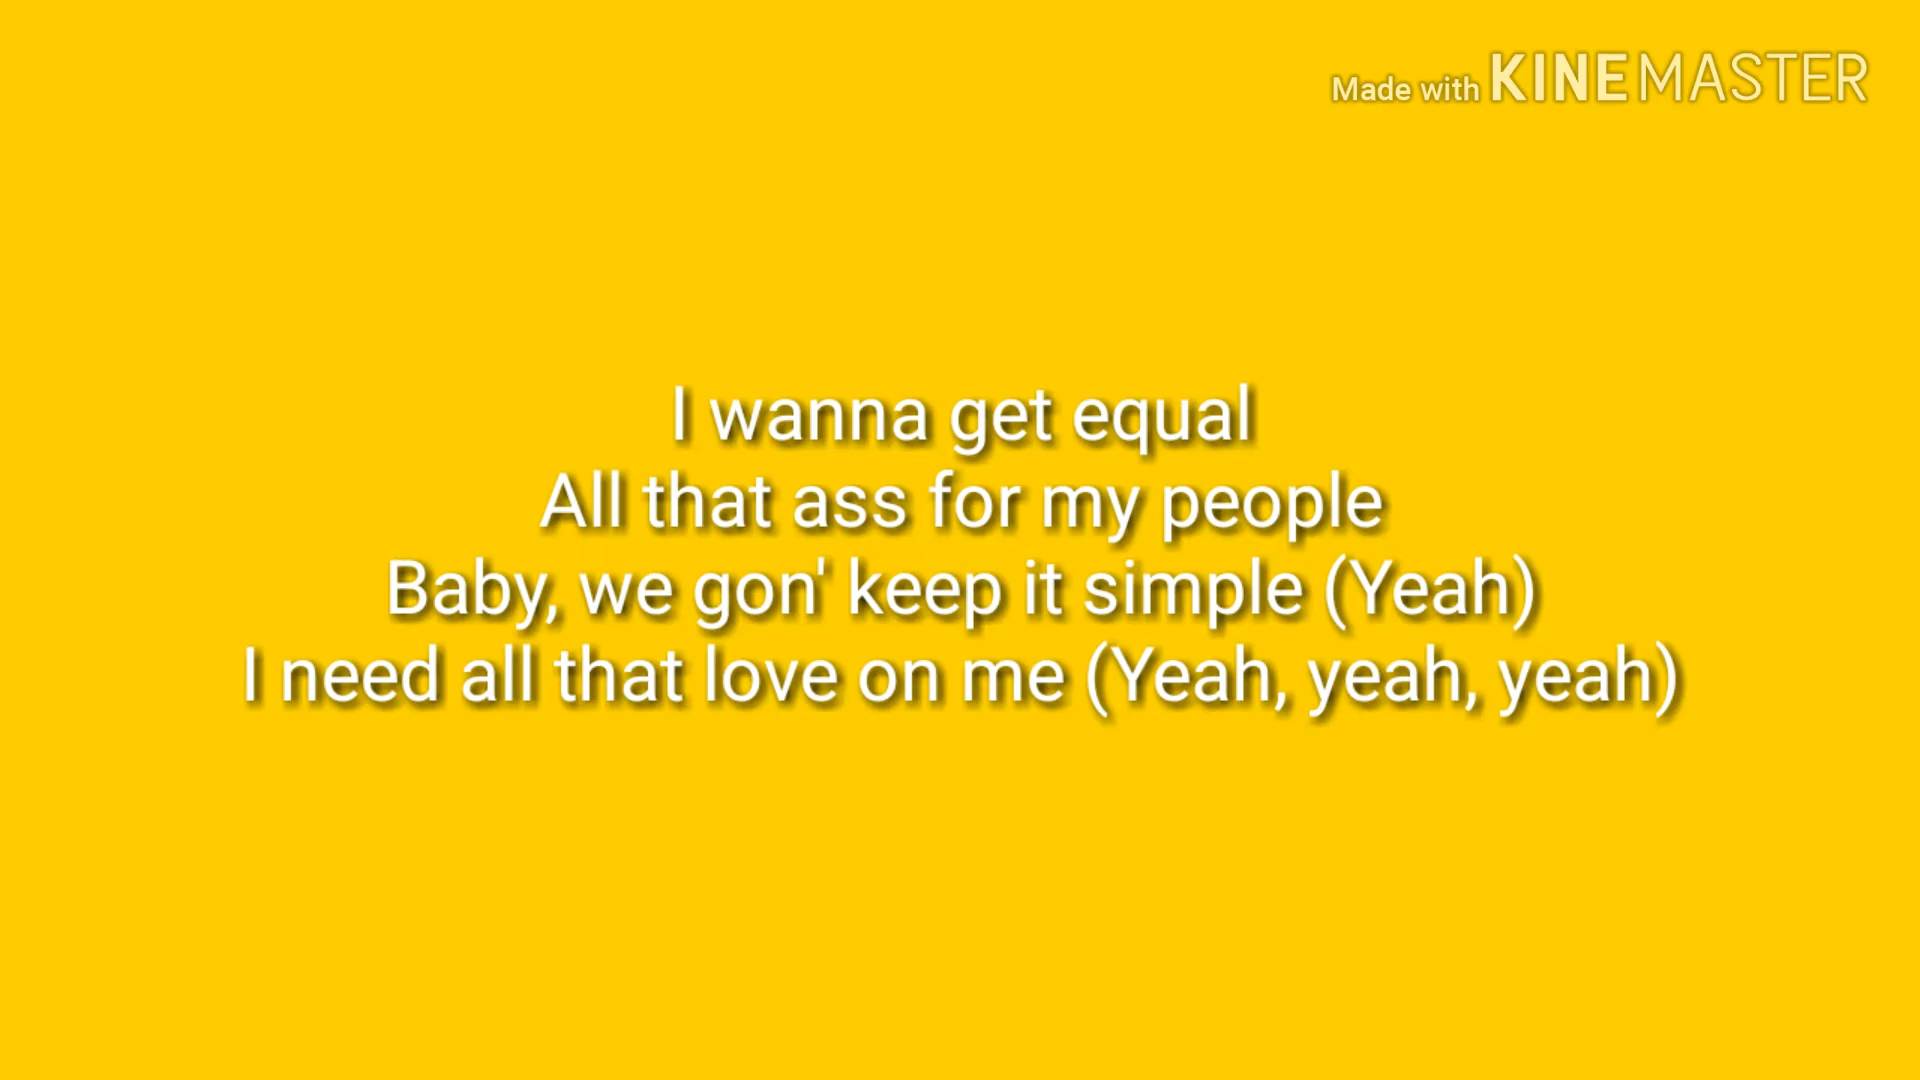 Made with KINEMASTER
I wanna get equal
All that ass for my people
Baby, we gon' keep it simple (Yeah)
I need all that love on me (Yeah, yeah, yeah)